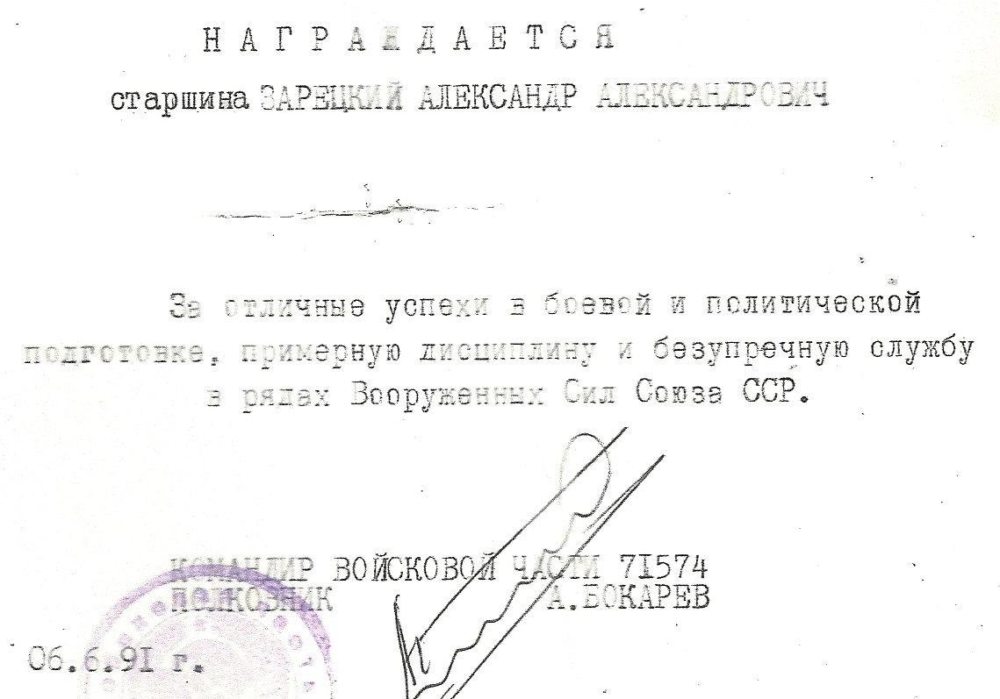 Н А Г Р А Ж Д А Е Т С Я
старшина ЗАРЕЦКИЙ АЛЕКСАНДР АЛЕКСАНДРОВИЧ
За отличные успехи в боевой и политической
подготовке, примерную дисциплину и безупречную службу
в рядах Вооруженных Сил Союза ССР.
КОМАНДИР ВОЙСКОВОЙ ЧАСТИ 71574
ПОЛКОВНИК А.БОКАРЕВ
06.6.91 г.